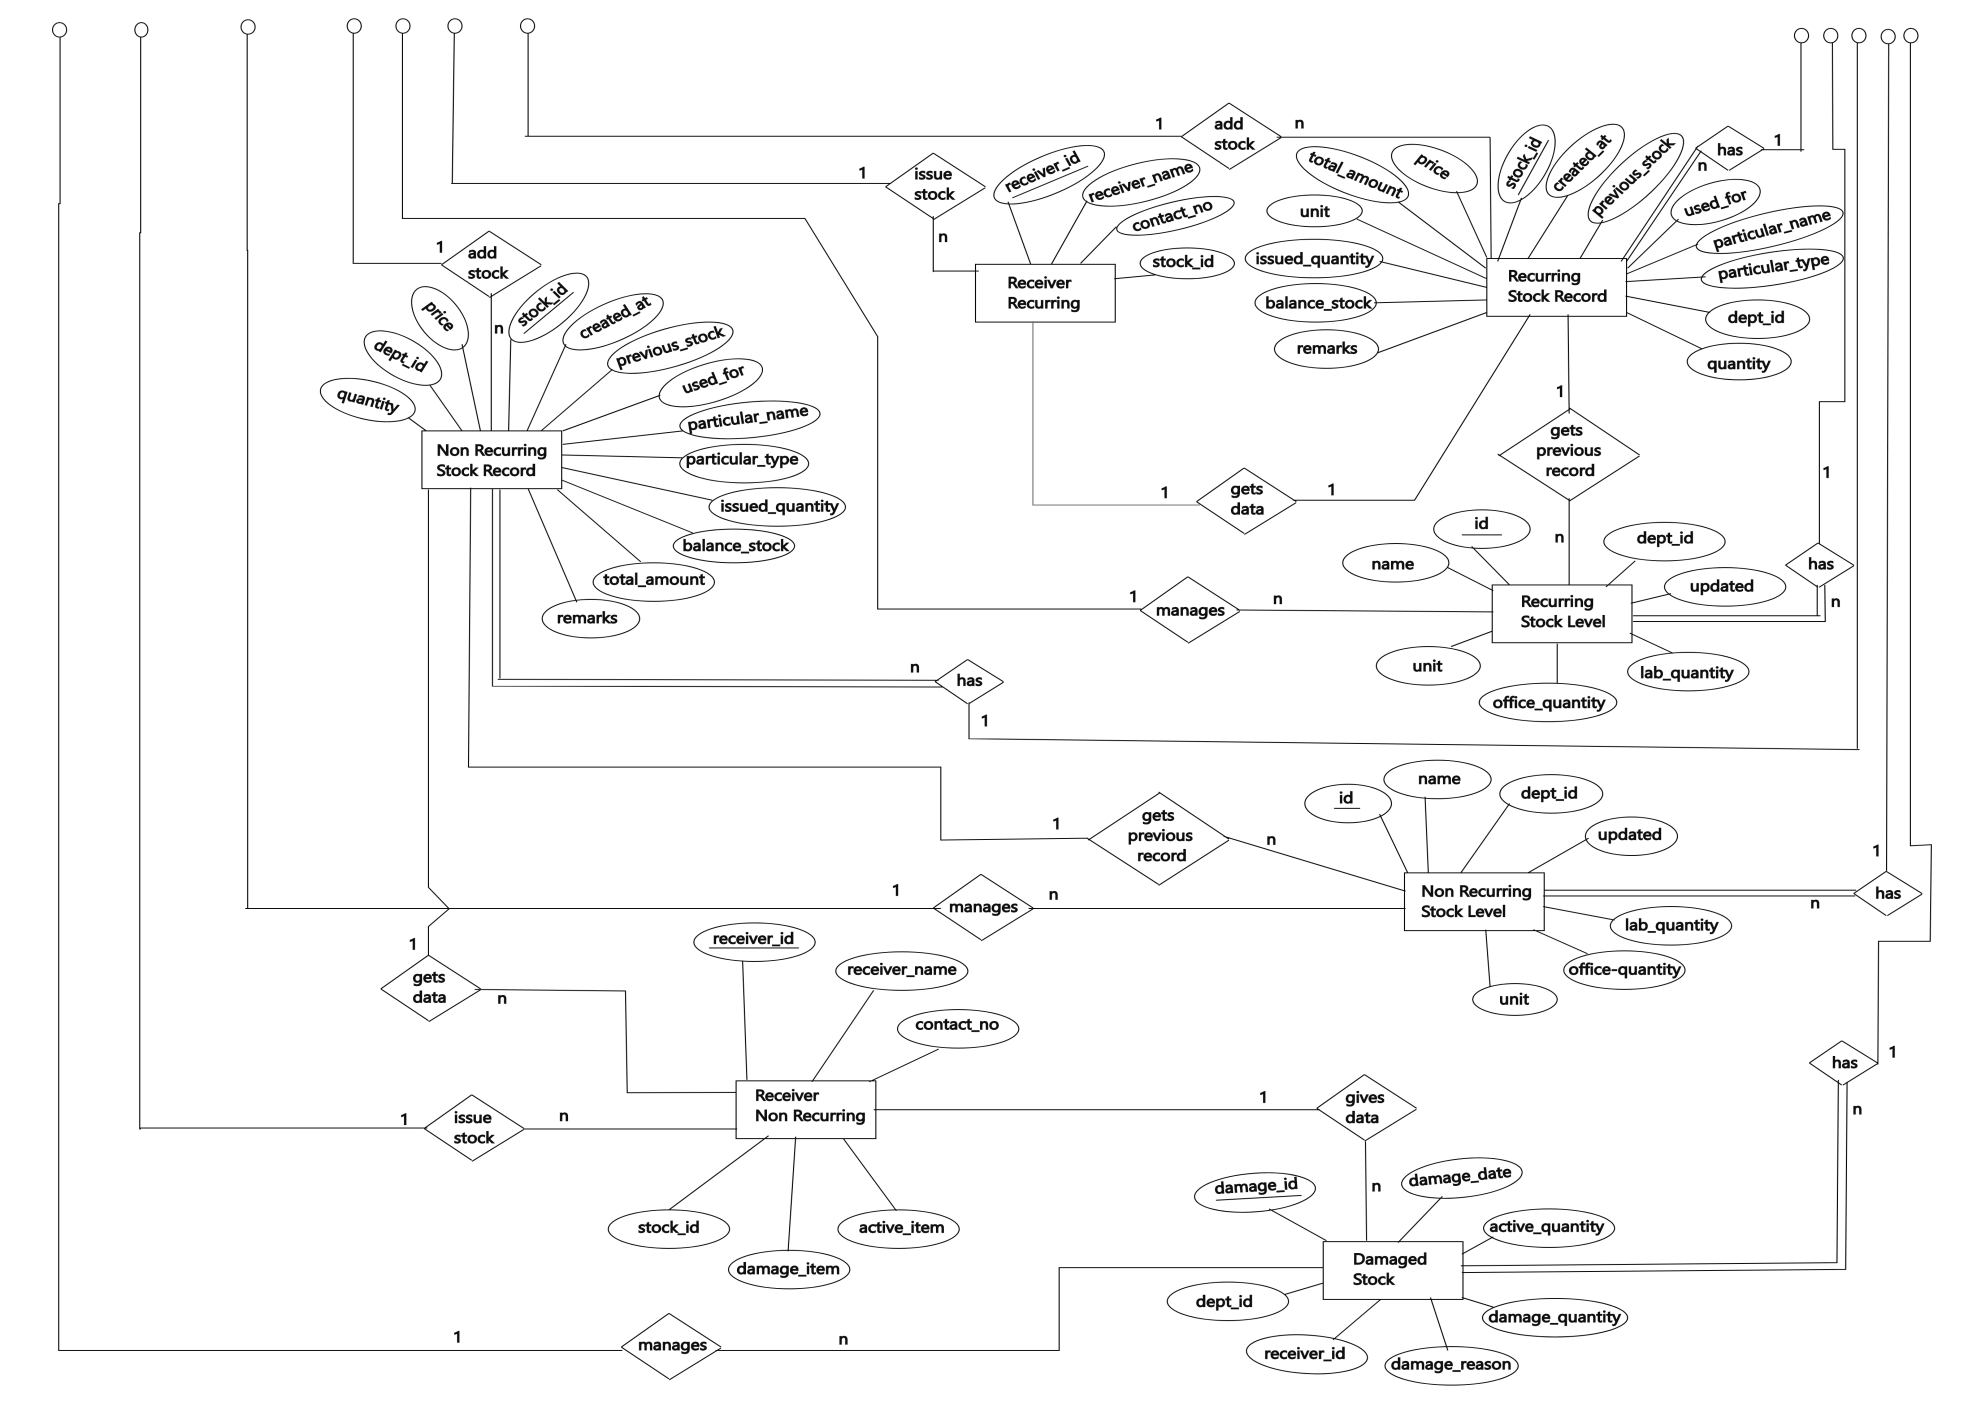 1
add
stock
n
1
issue
stock
n
receiver_id
receiver_name
contact_no
stock_id
Receiver
Recurring
total_amount
price
stock_id
created_at
previous_stock
has
1
n
used_for
particular_name
particular_type
dept_id
quantity
unit
issued_quantity
balance_stock
remarks
Recurring
Stock Record
1
add
stock
n
price
stock_id
created_at
previous_stock
dept_id
used_for
quantity
particular_name
particular_type
issued_quantity
balance_stock
total_amount
remarks
Non Recurring
Stock Record
1
gets
data
1
1
gets
previous
record
n
1
has
n
id
dept_id
name
updated
1
manages
n
Recurring
Stock Level
unit
office_quantity
lab_quantity
n
has
1
1
gets
previous
record
n
id
name
dept_id
updated
1
has
n
Non Recurring
Stock Level
lab_quantity
office-quantity
unit
1
manages
n
1
gets
data
n
receiver_id
receiver_name
contact_no
Receiver
Non Recurring
1
issue
stock
n
stock_id
damage_item
active_item
1
gives
data
n
has
1
n
damage_id
damage_date
active_quantity
Damaged
Stock
dept_id
damage_quantity
receiver_id
damage_reason
1
manages
n